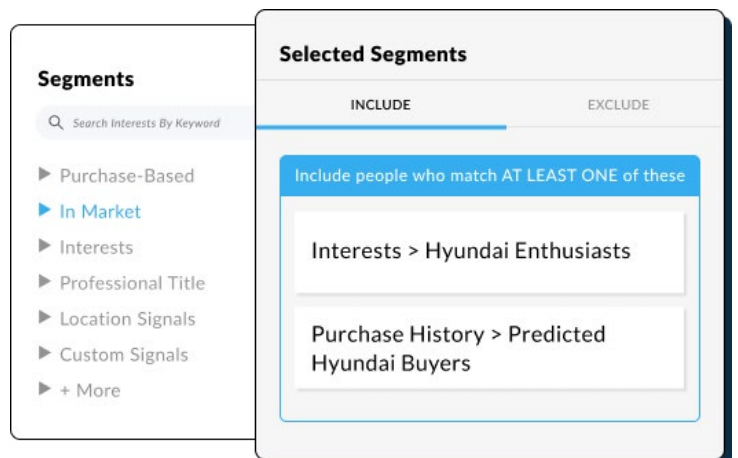 Segments
Search Interests By Keyword
Purchase-Based
In Market
Interests
Professional Title
Location Signals
Custom Signals
+ More
Selected Segments
INCLUDE
EXCLUDE
Include people who match AT LEAST ONE of these
Interests > Hyundai Enthusiasts
Purchase History > Predicted
Hyundai Buyers